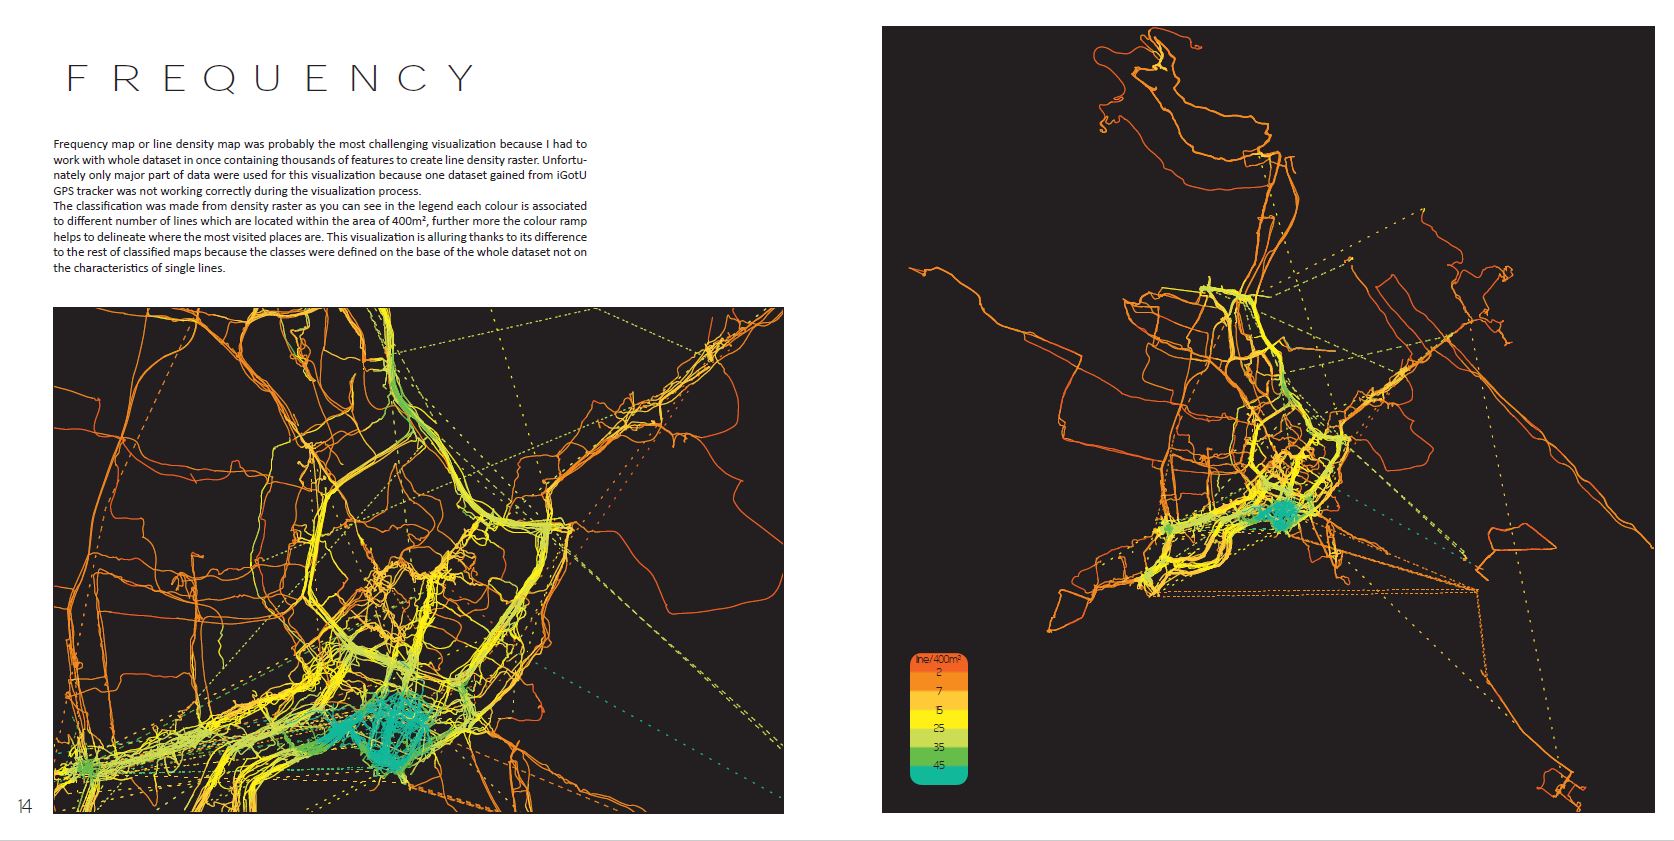 FREQUENCY
Frequency map or line density map was probably the most challenging visualization because I had to
work with whole dataset in once containing thousands of features to create line density raster. Unfortu-
nately only major part of data were used for this visualization because one dataset gained from iGotU
GPS tracker was not working correctly during the visualization process.
The classification was made from density raster as you can see in the legend each colour is associated
to different number of lines which are located within the area of 400m², further more the colour ramp
helps to delineate where the most visited places are. This visualization is alluring thanks to its difference
to the rest of classified maps because the classes were defined on the base of the whole dataset not on
the characteristics of single lines.
14
line/400m²
2
7
15
25
35
45